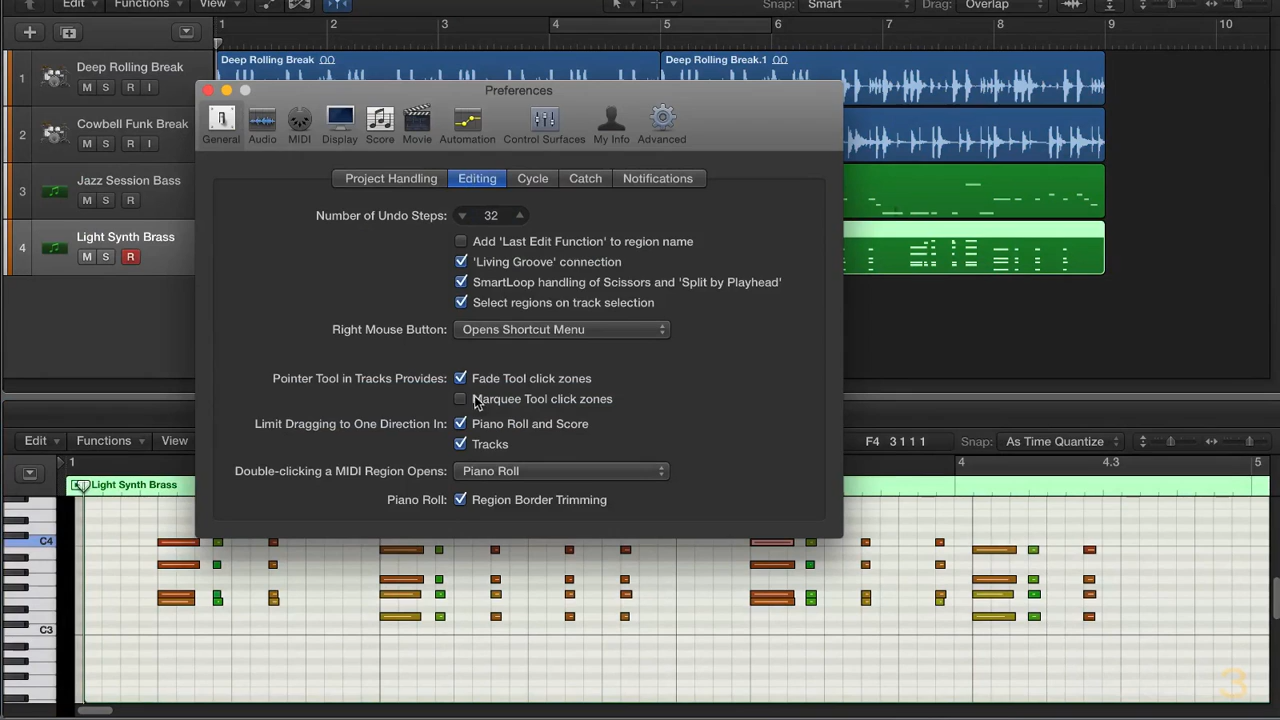 Edit Functions View Snap: Smart Drag: Overlap
1 2 3 4 5 6 7 8 9 10
1 Deep Rolling Break
M S R I
2 Cowbell Funk Break
M S R I
3 Jazz Session Bass
M S R
4 Light Synth Brass
M S R
Deep Rolling Break Deep Rolling Break.1
Preferences
General Audio MIDI Display Score Movie Automation Control Surfaces My Info Advanced
Project Handling Editing Cycle Catch Notifications
Number of Undo Steps: 32
Add 'Last Edit Function' to region name
'Living Groove' connection
SmartLoop handling of Scissors and 'Split by Playhead'
Select regions on track selection
Right Mouse Button: Opens Shortcut Menu
Pointer Tool in Tracks Provides: Fade Tool click zones
Marquee Tool click zones
Limit Dragging to One Direction In: Piano Roll and Score
Tracks
Double-clicking a MIDI Region Opens: Piano Roll
Piano Roll: Region Border Trimming
Edit Functions View F4 3 1 1 1 Snap: As Time Quantize
1 4 4.3 5
Light Synth Brass
C4
C3
3